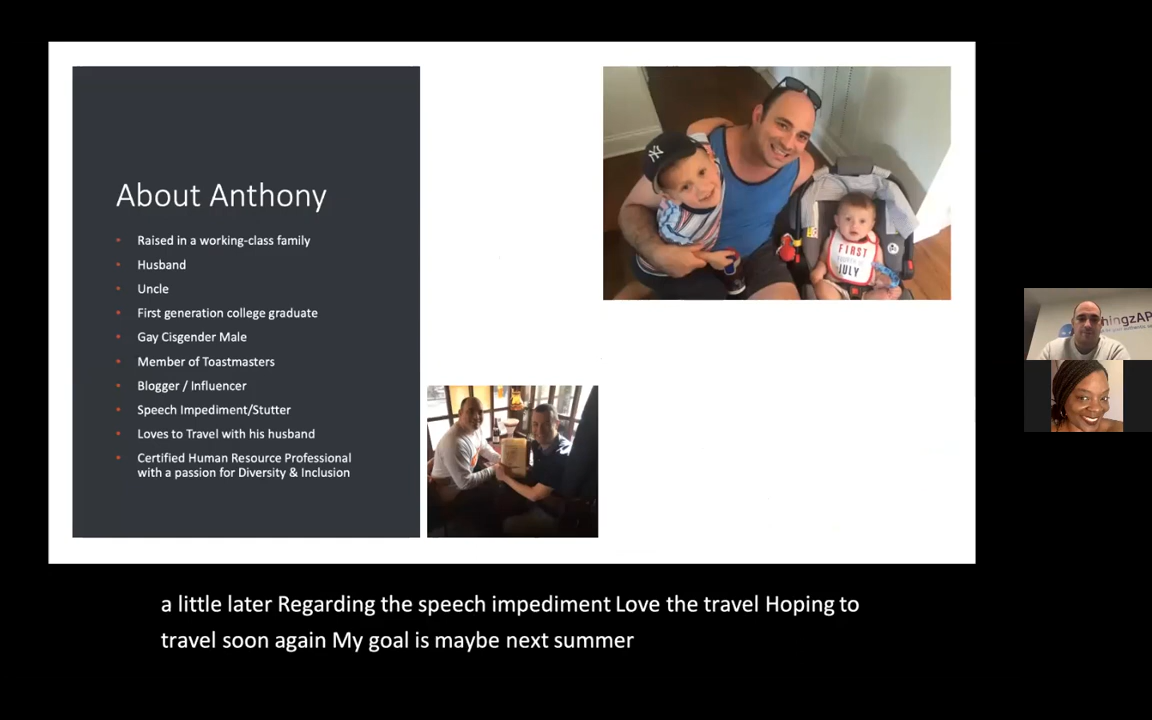 About Anthony
• Raised in a working-class family
• Husband
• Uncle
• First generation college graduate
• Gay Cisgender Male
• Member of Toastmasters
• Blogger / Influencer
• Speech Impediment/Stutter
• Loves to Travel with his husband
• Certified Human Resource Professional
with a passion for Diversity & Inclusion
NY
FIRST
JULY
hingzAP
a little later Regarding the speech impediment Love the travel Hoping to
travel soon again My goal is maybe next summer